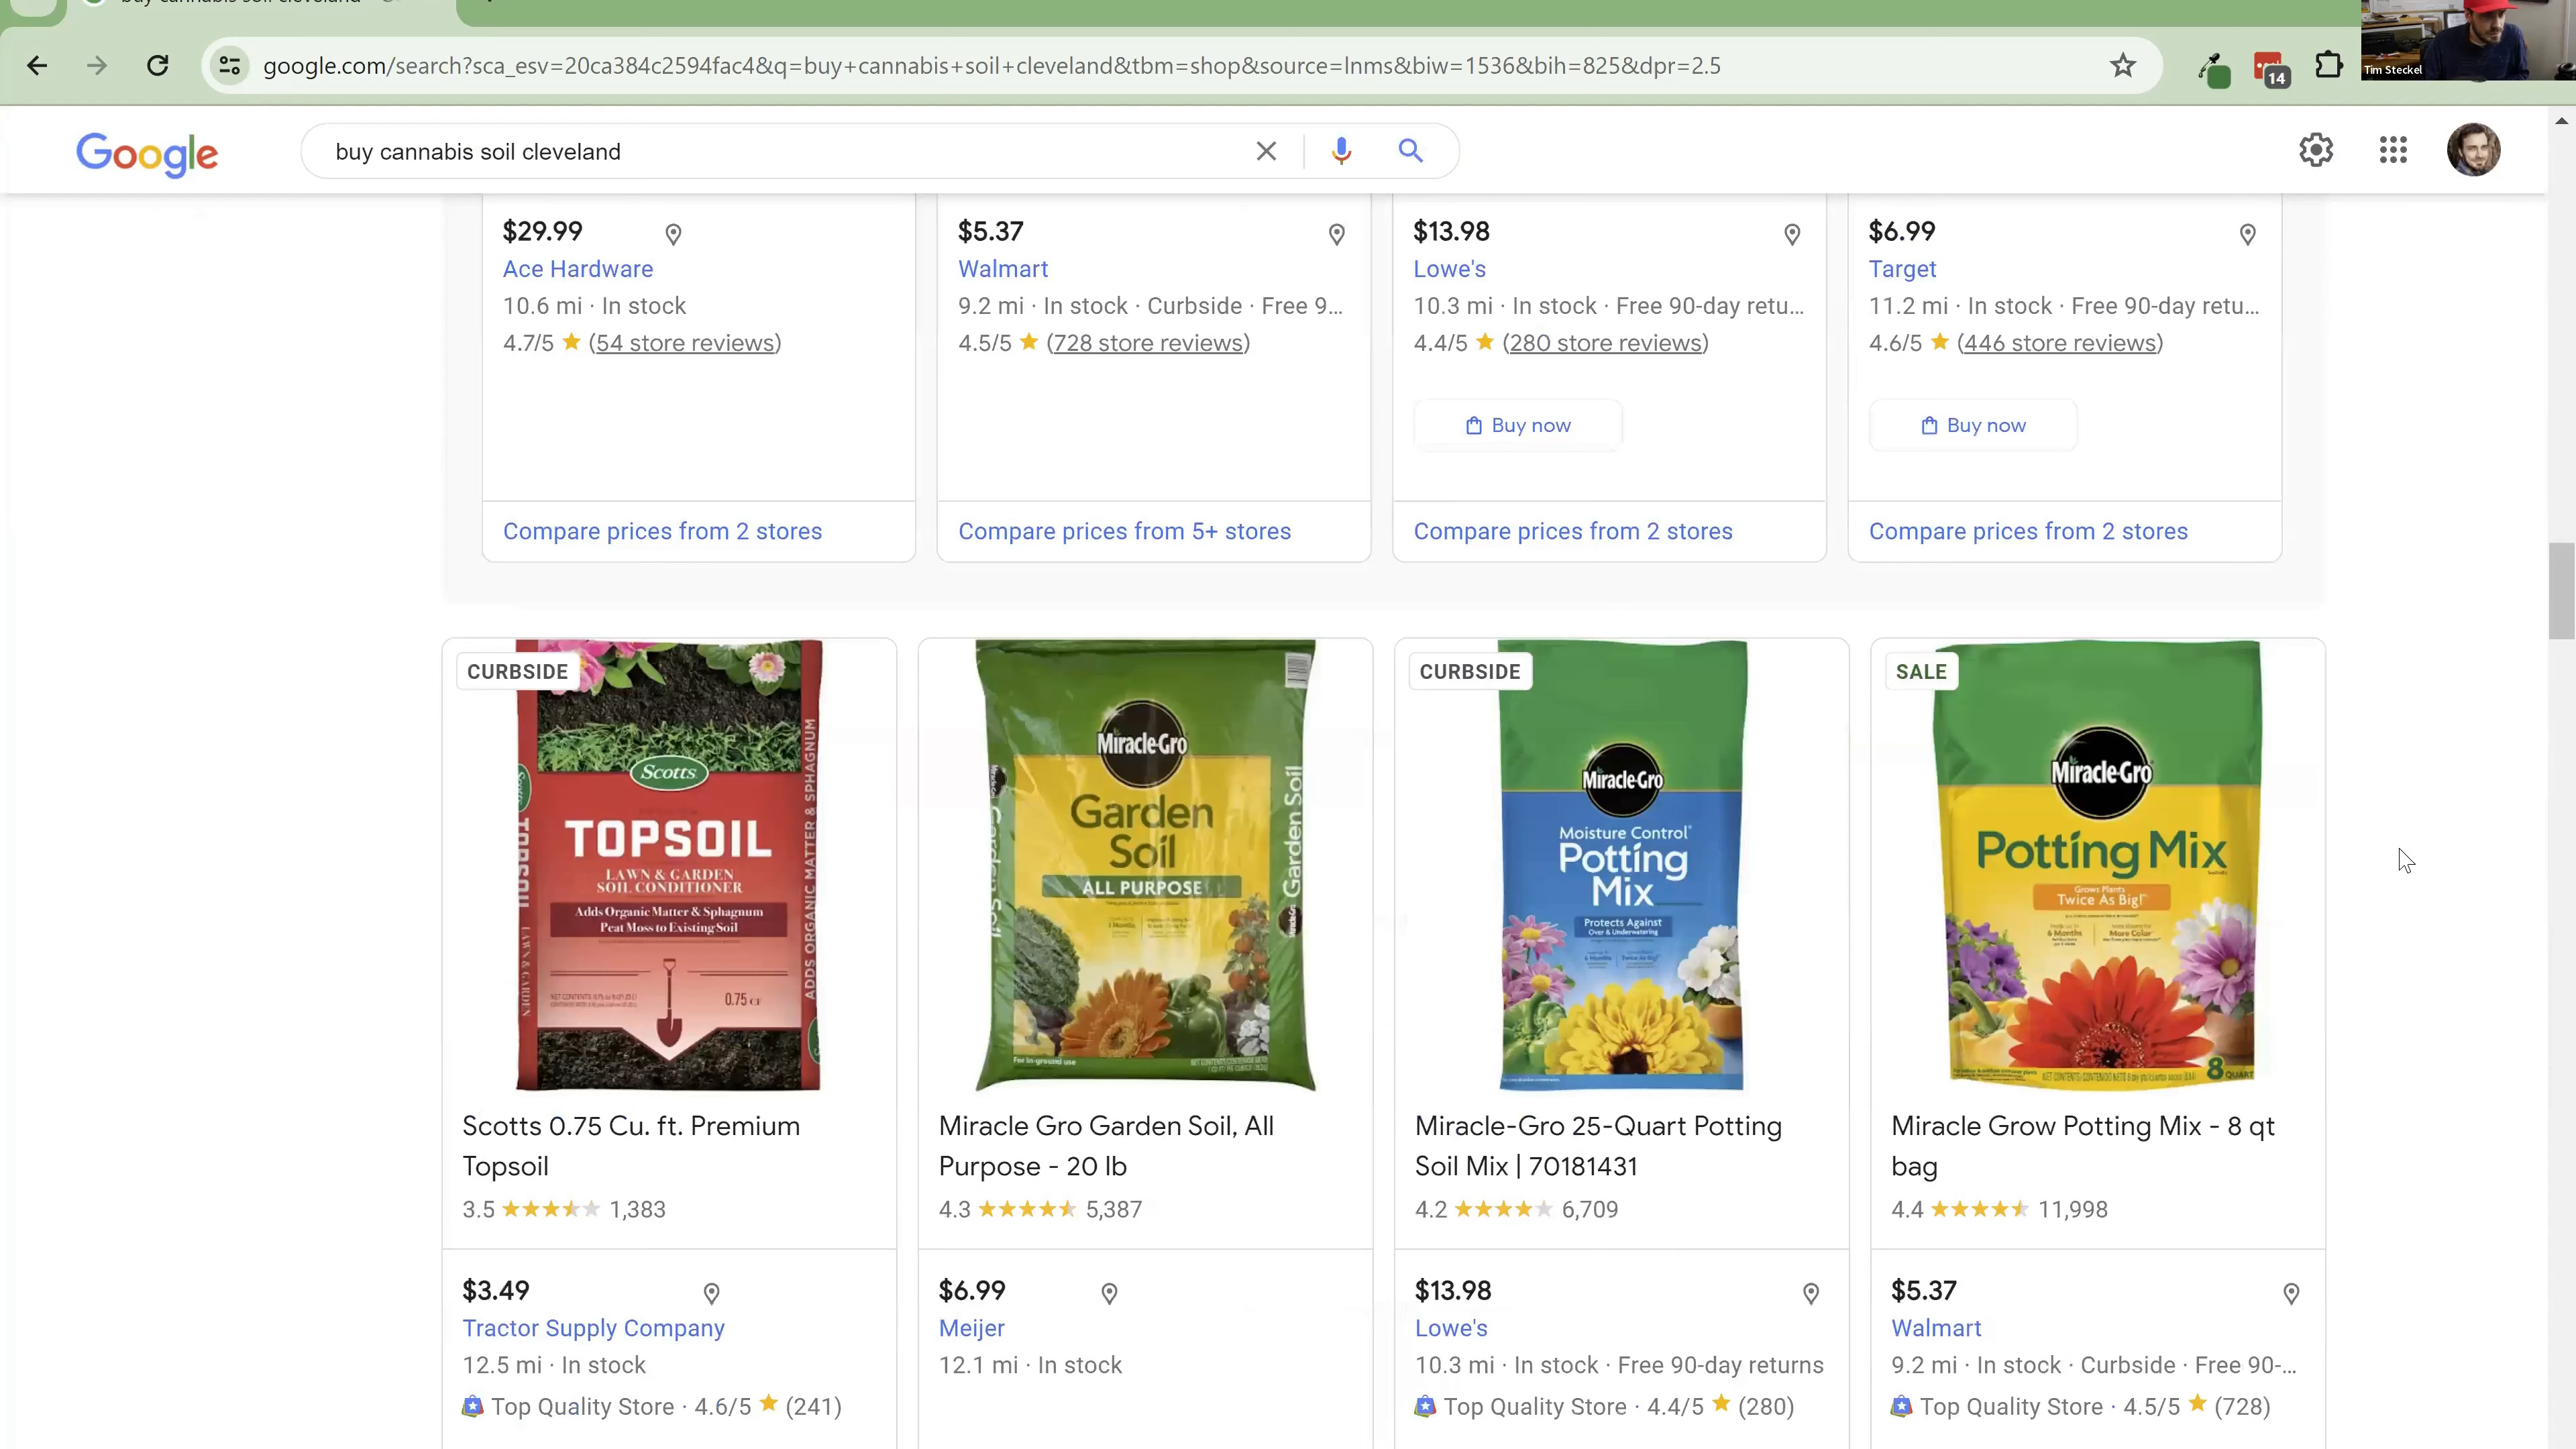 google.com/search?sca_esv=20ca384c2594fac4&q=buy+cannabis+soil+cleveland&tbm=shop&source=lnms&biw=1536&bih=825&dpr=2.5
14
Tim Steckel
Google
buy cannabis soil cleveland
$29.99
Ace Hardware
10.6 mi · In stock
4.7/5 (54 store reviews)
Compare prices from 2 stores
$5.37
Walmart
9.2 mi · In stock · Curbside · Free 9...
4.5/5 (728 store reviews)
Compare prices from 5+ stores
$13.98
Lowe's
10.3 mi · In stock · Free 90-day retu...
4.4/5 (280 store reviews)
Buy now
Compare prices from 2 stores
$6.99
Target
11.2 mi · In stock · Free 90-day retu...
4.6/5 (446 store reviews)
Buy now
Compare prices from 2 stores
CURBSIDE
Scotts
TOPSOIL
LAWN & GARDEN
SOIL CONDITIONER
Adds Organic Matter & Sphagnum
Peat Moss to Existing Soil
0.75 CF
ADDS ORGANIC MATTER & SPHAGNUM
Scotts 0.75 Cu. ft. Premium
Topsoil
3.5 1,383
$3.49
Tractor Supply Company
12.5 mi · In stock
Top Quality Store · 4.6/5 (241)
Miracle-Gro
Garden
Soil
ALL PURPOSE
Garden Soil
For in-ground use
Miracle Gro Garden Soil, All
Purpose - 20 lb
4.3 5,387
$6.99
Meijer
12.1 mi · In stock
CURBSIDE
Miracle-Gro
Moisture Control
Potting
Mix
Protects Against
Over & Underwatering
Miracle-Gro 25-Quart Potting
Soil Mix | 70181431
4.2 6,709
$13.98
Lowe's
10.3 mi · In stock · Free 90-day returns
Top Quality Store · 4.4/5 (280)
SALE
Miracle-Gro
Potting Mix
Grows Plants
Twice As Big!
6 Months
More Color
8 QUART
Miracle Grow Potting Mix - 8 qt
bag
4.4 11,998
$5.37
Walmart
9.2 mi · In stock · Curbside · Free 90-...
Top Quality Store · 4.5/5 (728)